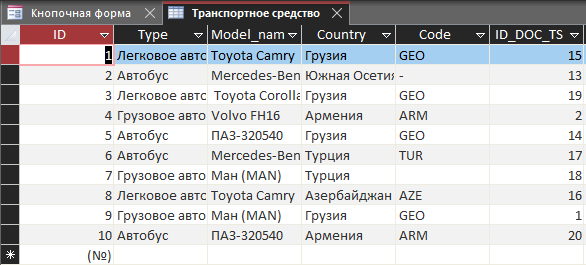 Кнопочная форма Транспортное средство
ID Type Model_nam Country Code ID_DOC_TS
1 Легковое авто Toyota Camry Грузия GEO 15
2 Автобус Mercedes-Ben Южная Осетия - 13
3 Легковое авто Toyota Corolla Грузия GEO 19
4 Грузовое авто Volvo FH16 Армения ARM 2
5 Автобус ПАЗ-320540 Грузия GEO 14
6 Автобус Mercedes-Ben Турция TUR 17
7 Грузовое авто Ман (MAN) Турция 18
8 Легковое авто Toyota Camry Азербайджан AZE 16
9 Грузовое авто Ман (MAN) Грузия GEO 1
10 Автобус ПАЗ-320540 Армения ARM 20
(№)